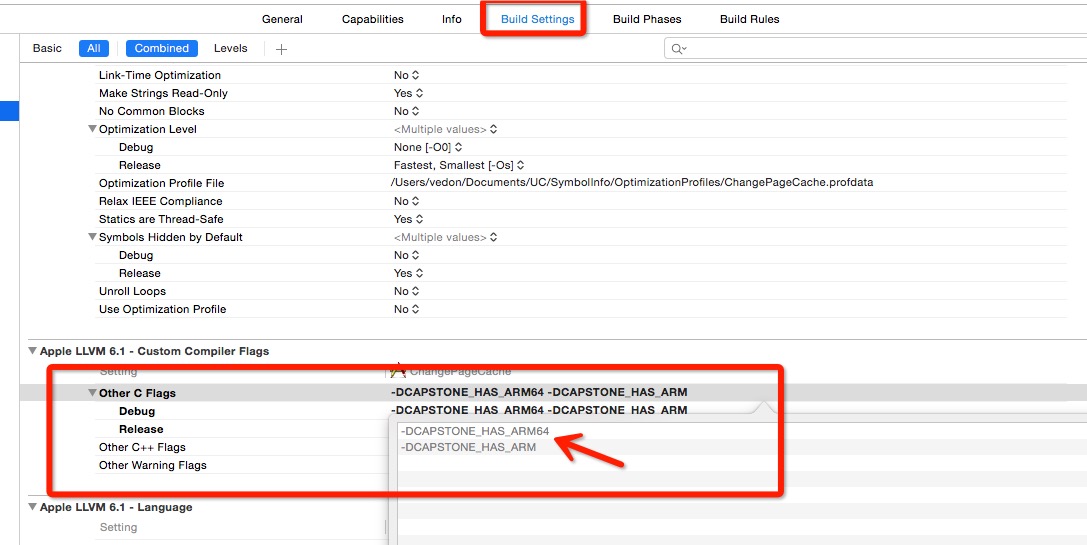 General Capabilities Info Build Settings Build Phases Build Rules
Basic All Combined Levels
Link-Time Optimization No
Make Strings Read-Only Yes
No Common Blocks No
Optimization Level <Multiple values>
Debug None [-O0]
Release Fastest, Smallest [-Os]
Optimization Profile File /Users/vedon/Documents/UC/SymbolInfo/OptimizationProfiles/ChangePageCache.profdata
Relax IEEE Compliance No
Statics are Thread-Safe Yes
Symbols Hidden by Default <Multiple values>
Debug No
Release Yes
Unroll Loops No
Use Optimization Profile No
Apple LLVM 6.1 - Custom Compiler Flags
Setting ChangePageCache
Other C Flags -DCAPSTONE_HAS_ARM64 -DCAPSTONE_HAS_ARM
Debug -DCAPSTONE_HAS_ARM64 -DCAPSTONE_HAS_ARM
Release
-DCAPSTONE_HAS_ARM64
Other C++ Flags
-DCAPSTONE_HAS_ARM
Other Warning Flags
Apple LLVM 6.1 - Language
Setting